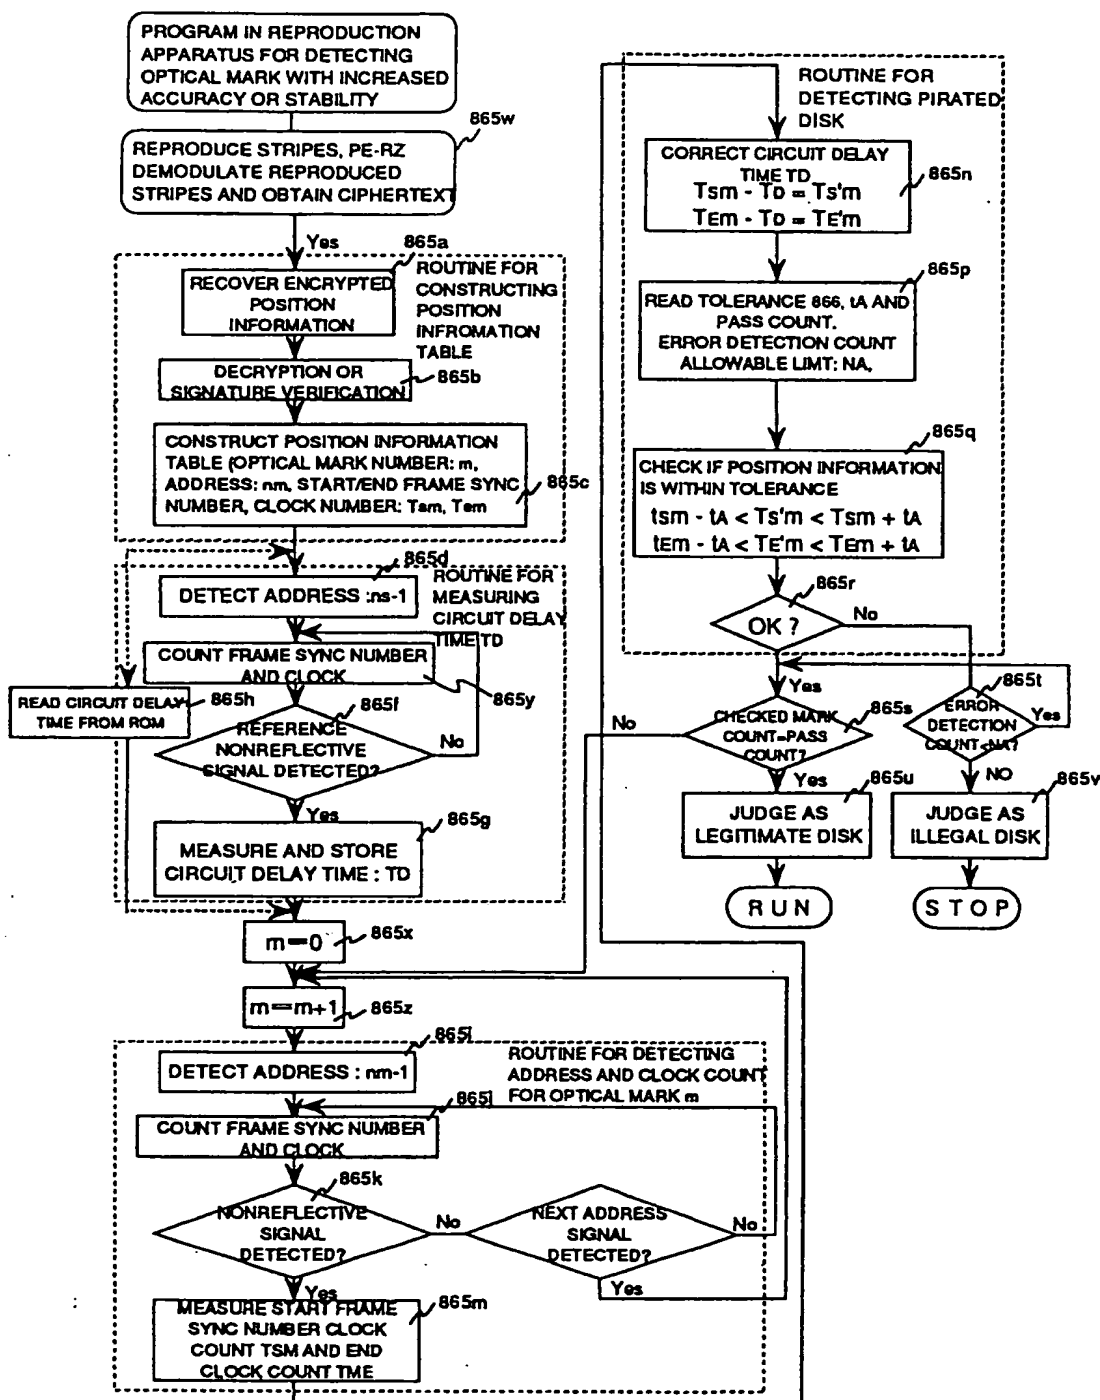 PROGRAM IN REPRODUCTION
APPARATUS FOR DETECTING
OPTICAL MARK WITH INCREASED
ACCURACY OR STABILITY
865w
REPRODUCE STRIPES, PE-RZ
DEMODULATE REPRODUCED
STRIPES AND OBTAIN CIPHERTEXT
Yes
865a
ROUTINE FOR
CONSTRUCTING
POSITION
INFROMATION
TABLE
RECOVER ENCRYPTED
POSITION
INFORMATION
DECRYPTION OR
SIGNATURE VERIFICATION
865b
CONSTRUCT POSITION INFORMATION
TABLE (OPTICAL MARK NUMBER: m,
ADDRESS: nm, START/END FRAME SYNC
NUMBER, CLOCK NUMBER: Tsm, Tem
865c
865d
ROUTINE FOR
MEASURING
CIRCUIT DELAY
TIME TD
DETECT ADDRESS :ns-1
COUNT FRAME SYNC NUMBER
AND CLOCK
865y
READ CIRCUIT DELAY
TIME FROM ROM
865h
865f
REFERENCE
NONREFLECTIVE
SIGNAL DETECTED?
No
Yes
865g
MEASURE AND STORE
CIRCUIT DELAY TIME : TD
m=0
865x
m=m+1
865z
865i
ROUTINE FOR DETECTING
ADDRESS AND CLOCK COUNT
FOR OPTICAL MARK m
DETECT ADDRESS : nm-1
865j
COUNT FRAME SYNC NUMBER
AND CLOCK
865k
NONREFLECTIVE
SIGNAL
DETECTED?
No
NEXT ADDRESS
SIGNAL
DETECTED?
No
Yes
Yes
865m
MEASURE START FRAME
SYNC NUMBER CLOCK
COUNT TSM AND END
CLOCK COUNT TME
ROUTINE FOR
DETECTING PIRATED
DISK
CORRECT CIRCUIT DELAY
TIME TD
Tsm - TD = Ts'm
TEm - TD = TE'm
865n
865p
READ TOLERANCE 866, tA AND
PASS COUNT.
ERROR DETECTION COUNT
ALLOWABLE LIMT: NA,
865q
CHECK IF POSITION INFORMATION
IS WITHIN TOLERANCE
tsm - tA < Ts'm < Tsm + tA
tEm - tA < TE'm < TEm + tA
865r
OK ?
No
Yes
No
CHECKED MARK
COUNT=PASS
COUNT?
865s
865t
ERROR
DETECTION
COUNT<NA?
Yes
Yes
865u
NO
865v
JUDGE AS
LEGITIMATE DISK
JUDGE AS
ILLEGAL DISK
RUN
STOP